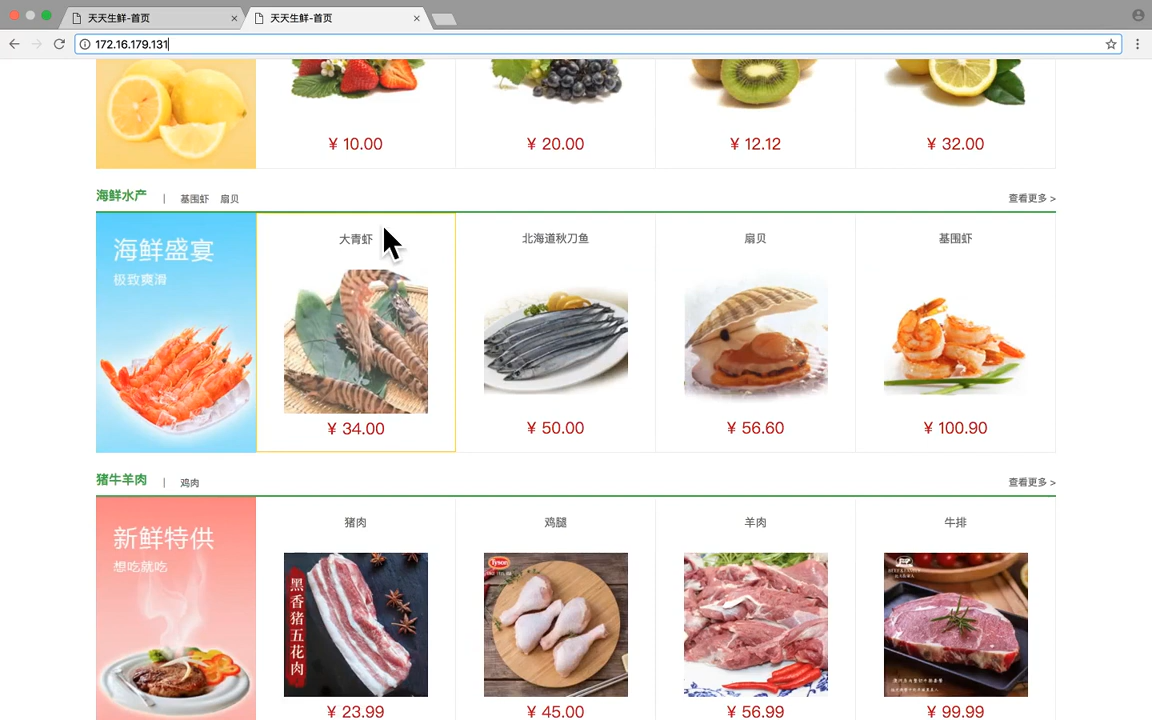 天天生鲜-首页
天天生鲜-首页
172.16.179.131
¥ 10.00
¥ 20.00
¥ 12.12
¥ 32.00
海鲜水产 | 基围虾 扇贝
查看更多 >
海鲜盛宴
极致爽滑
大青虾
北海道秋刀鱼
扇贝
基围虾
¥ 34.00
¥ 50.00
¥ 56.60
¥ 100.90
猪牛羊肉 | 鸡肉
查看更多 >
新鲜特供
想吃就吃
猪肉
鸡腿
羊肉
牛排
黑香猪五花肉
Tyson
¥ 23.99
¥ 45.00
¥ 56.99
¥ 99.99